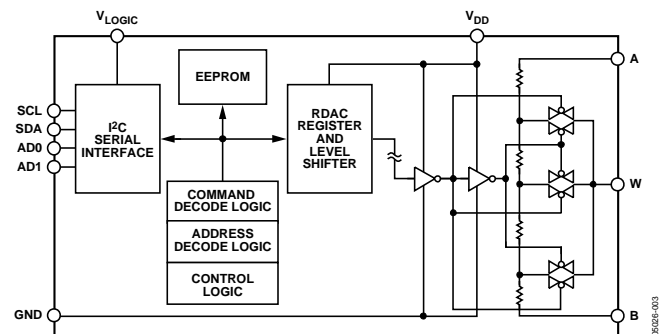 VLOGIC
VDD
EEPROM
A
SCL
SDA
AD0
AD1
I2C
SERIAL
INTERFACE
RDAC
REGISTER
AND
LEVEL
SHIFTER
COMMAND
DECODE LOGIC
ADDRESS
DECODE LOGIC
CONTROL
LOGIC
W
GND
B
05026-003